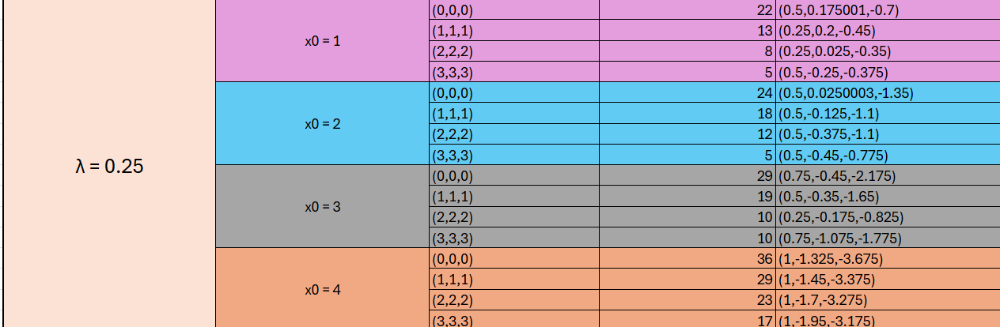 λ = 0.25
x0 = 1
(0,0,0) 22 (0.5,0.175001,-0.7)
(1,1,1) 13 (0.25,0.2,-0.45)
(2,2,2) 8 (0.25,0.025,-0.35)
(3,3,3) 5 (0.5,-0.25,-0.375)
x0 = 2
(0,0,0) 24 (0.5,0.0250003,-1.35)
(1,1,1) 18 (0.5,-0.125,-1.1)
(2,2,2) 12 (0.5,-0.375,-1.1)
(3,3,3) 5 (0.5,-0.45,-0.775)
x0 = 3
(0,0,0) 29 (0.75,-0.45,-2.175)
(1,1,1) 19 (0.5,-0.35,-1.65)
(2,2,2) 10 (0.25,-0.175,-0.825)
(3,3,3) 10 (0.75,-1.075,-1.775)
x0 = 4
(0,0,0) 36 (1,-1.325,-3.675)
(1,1,1) 29 (1,-1.45,-3.375)
(2,2,2) 23 (1,-1.7,-3.275)
(3,3,3) 17 (1,-1.95,-3.175)